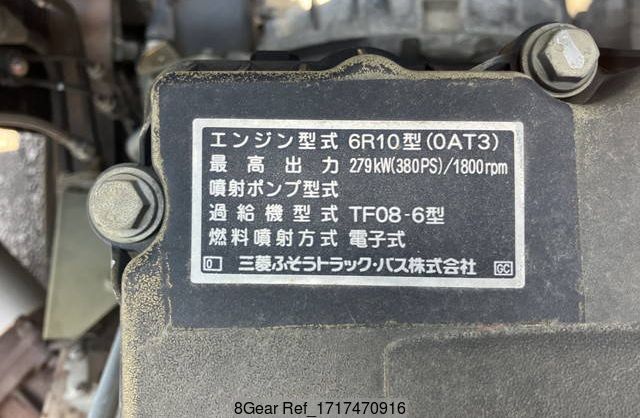 エンジン型式 6R10型(0AT3)
最高出力 279kW(380PS)/1800rpm
噴射ポンプ型式
過給機型式 TF08-6型
燃料噴射方式 電子式
0 三菱ふそうトラック・バス株式会社 GC
8Gear Ref_1717470916